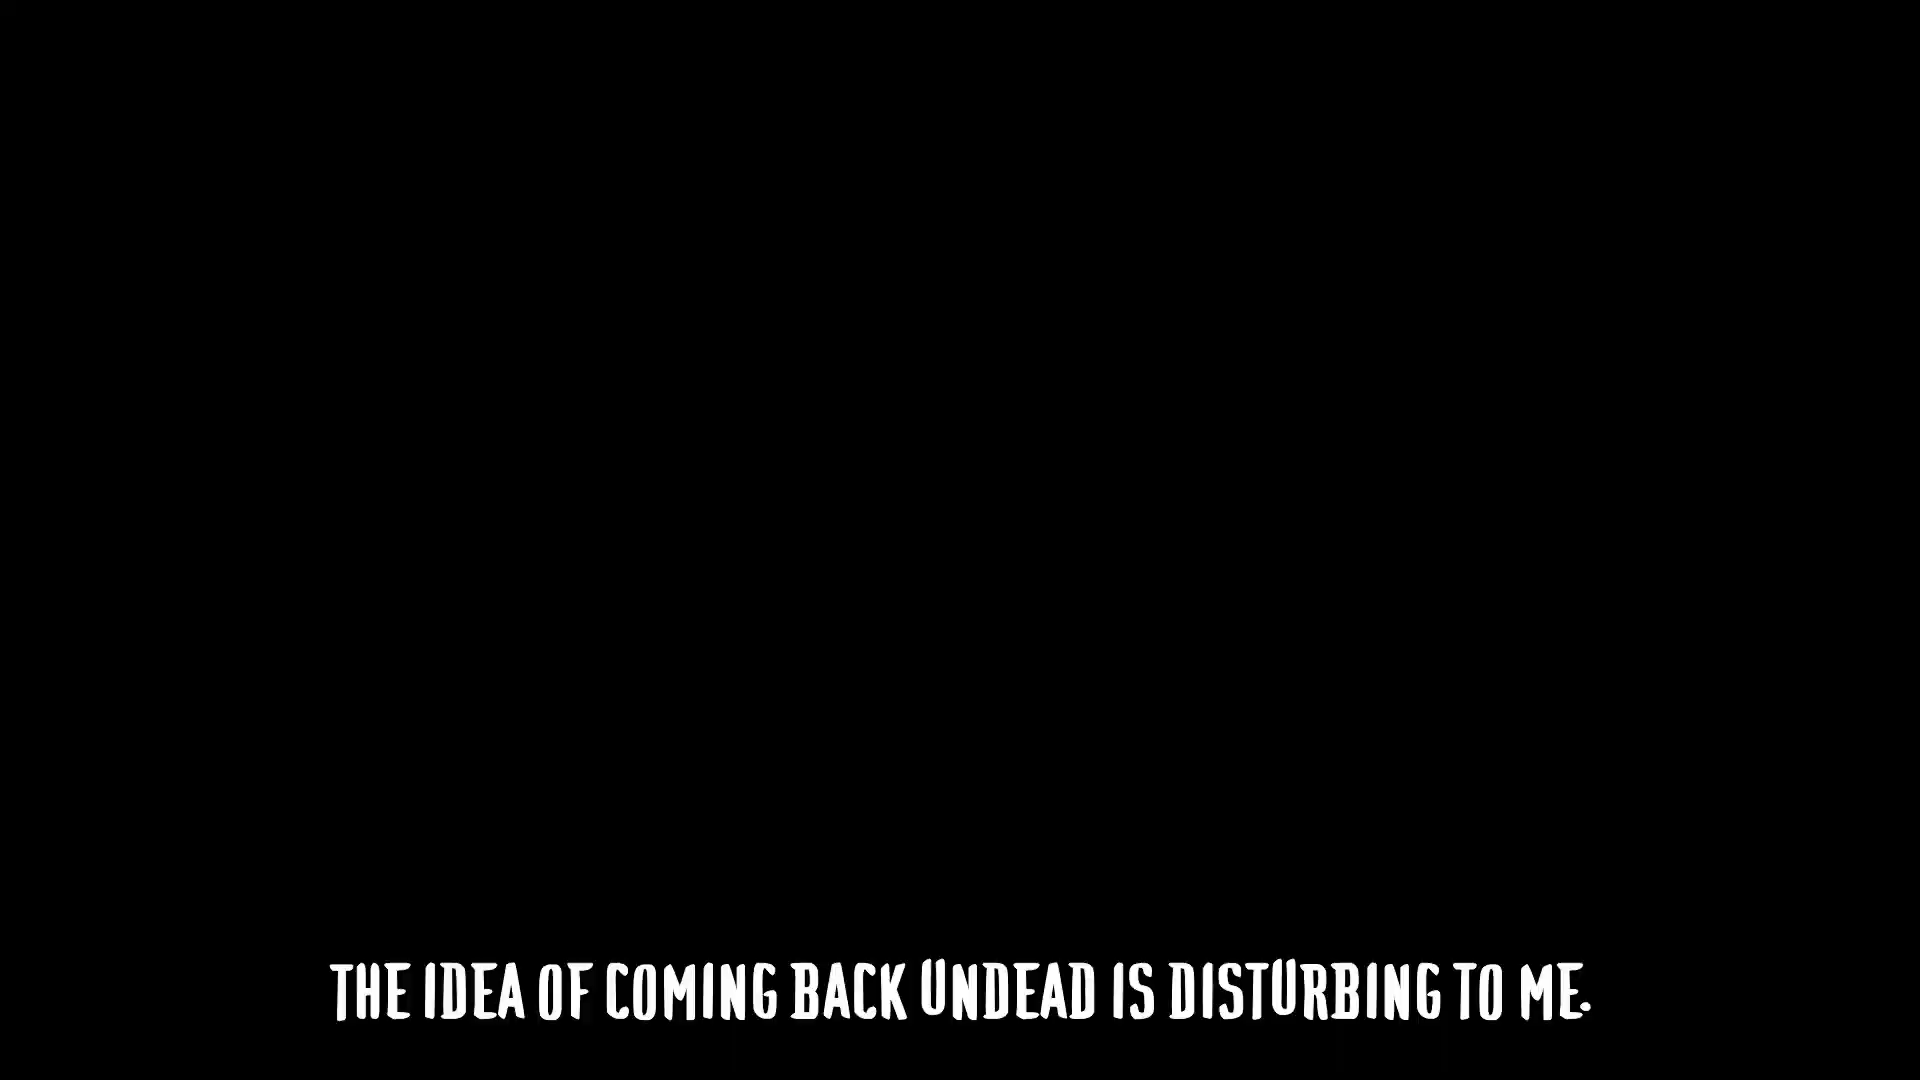 THE IDEA OF COMING BACK UNDEAD IS DISTURBING TO ME.